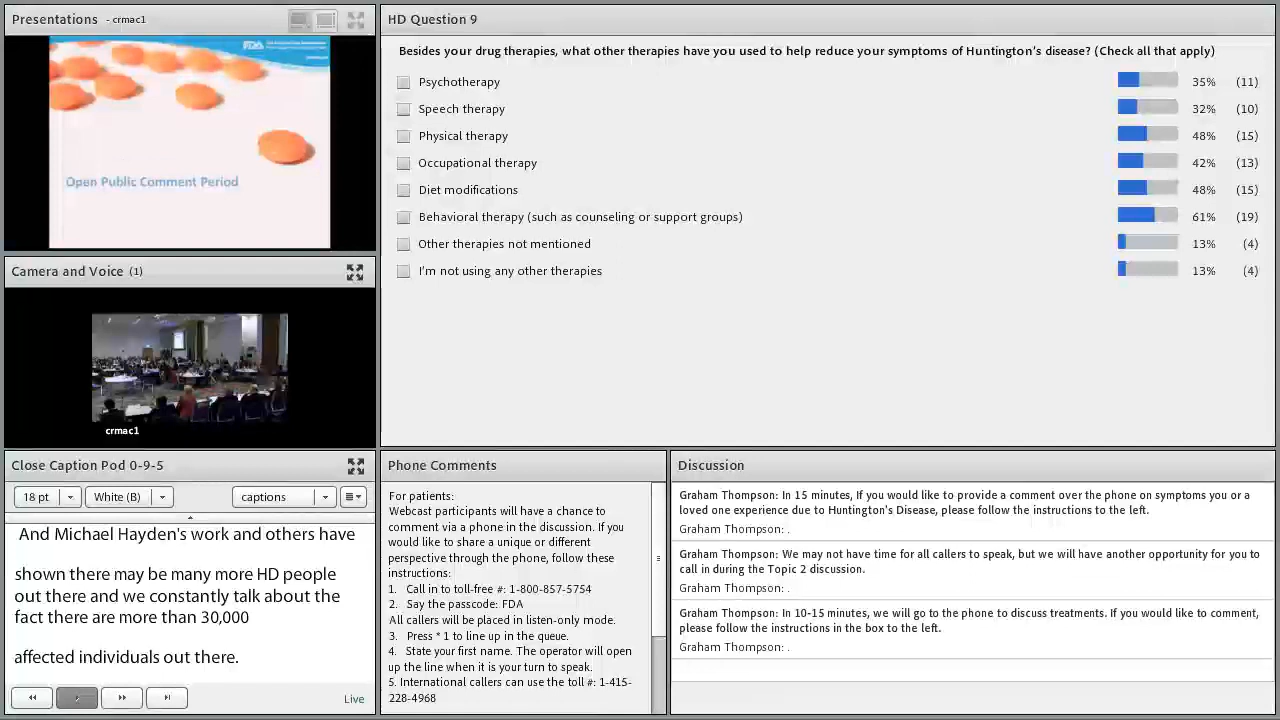 Presentations - crmac1
FDA
Open Public Comment Period
Camera and Voice (1)
crmac1
Close Caption Pod 0-9-5
18 pt White (B) captions
And Michael Hayden's work and others have
shown there may be many more HD people
out there and we constantly talk about the
fact there are more than 30,000
affected individuals out there.
Live
HD Question 9
Besides your drug therapies, what other therapies have you used to help reduce your symptoms of Huntington's disease? (Check all that apply)
Psychotherapy 35% (11)
Speech therapy 32% (10)
Physical therapy 48% (15)
Occupational therapy 42% (13)
Diet modifications 48% (15)
Behavioral therapy (such as counseling or support groups) 61% (19)
Other therapies not mentioned 13% (4)
I'm not using any other therapies 13% (4)
Phone Comments
For patients:
Webcast participants will have a chance to
comment via a phone in the discussion. If you
would like to share a unique or different
perspective through the phone, follow these
instructions:
1. Call in to toll-free #: 1-800-857-5754
2. Say the passcode: FDA
All callers will be placed in listen-only mode.
3. Press * 1 to line up in the queue.
4. State your first name. The operator will open
up the line when it is your turn to speak.
5. International callers can use the toll #: 1-415-
228-4968
Discussion
Graham Thompson: In 15 minutes, If you would like to provide a comment over the phone on symptoms you or a
loved one experience due to Huntington's Disease, please follow the instructions to the left.
Graham Thompson: .
Graham Thompson: We may not have time for all callers to speak, but we will have another opportunity for you to
call in during the Topic 2 discussion.
Graham Thompson: .
Graham Thompson: In 10-15 minutes, we will go to the phone to discuss treatments. If you would like to comment,
please follow the instructions in the box to the left.
Graham Thompson: .